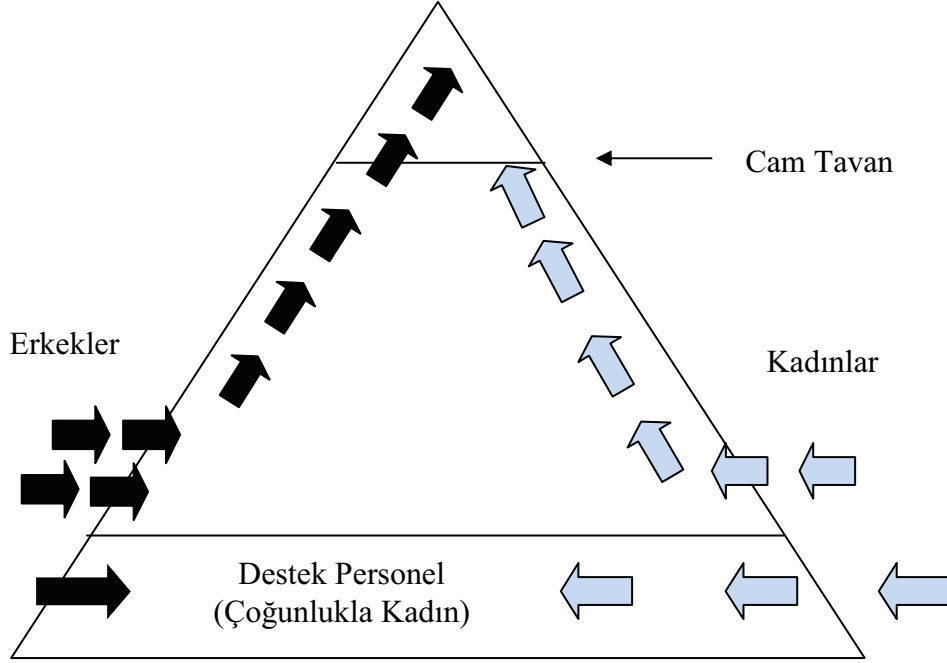 Cam Tavan
Erkekler
Kadınlar
Destek Personel
(Çoğunlukla Kadın)